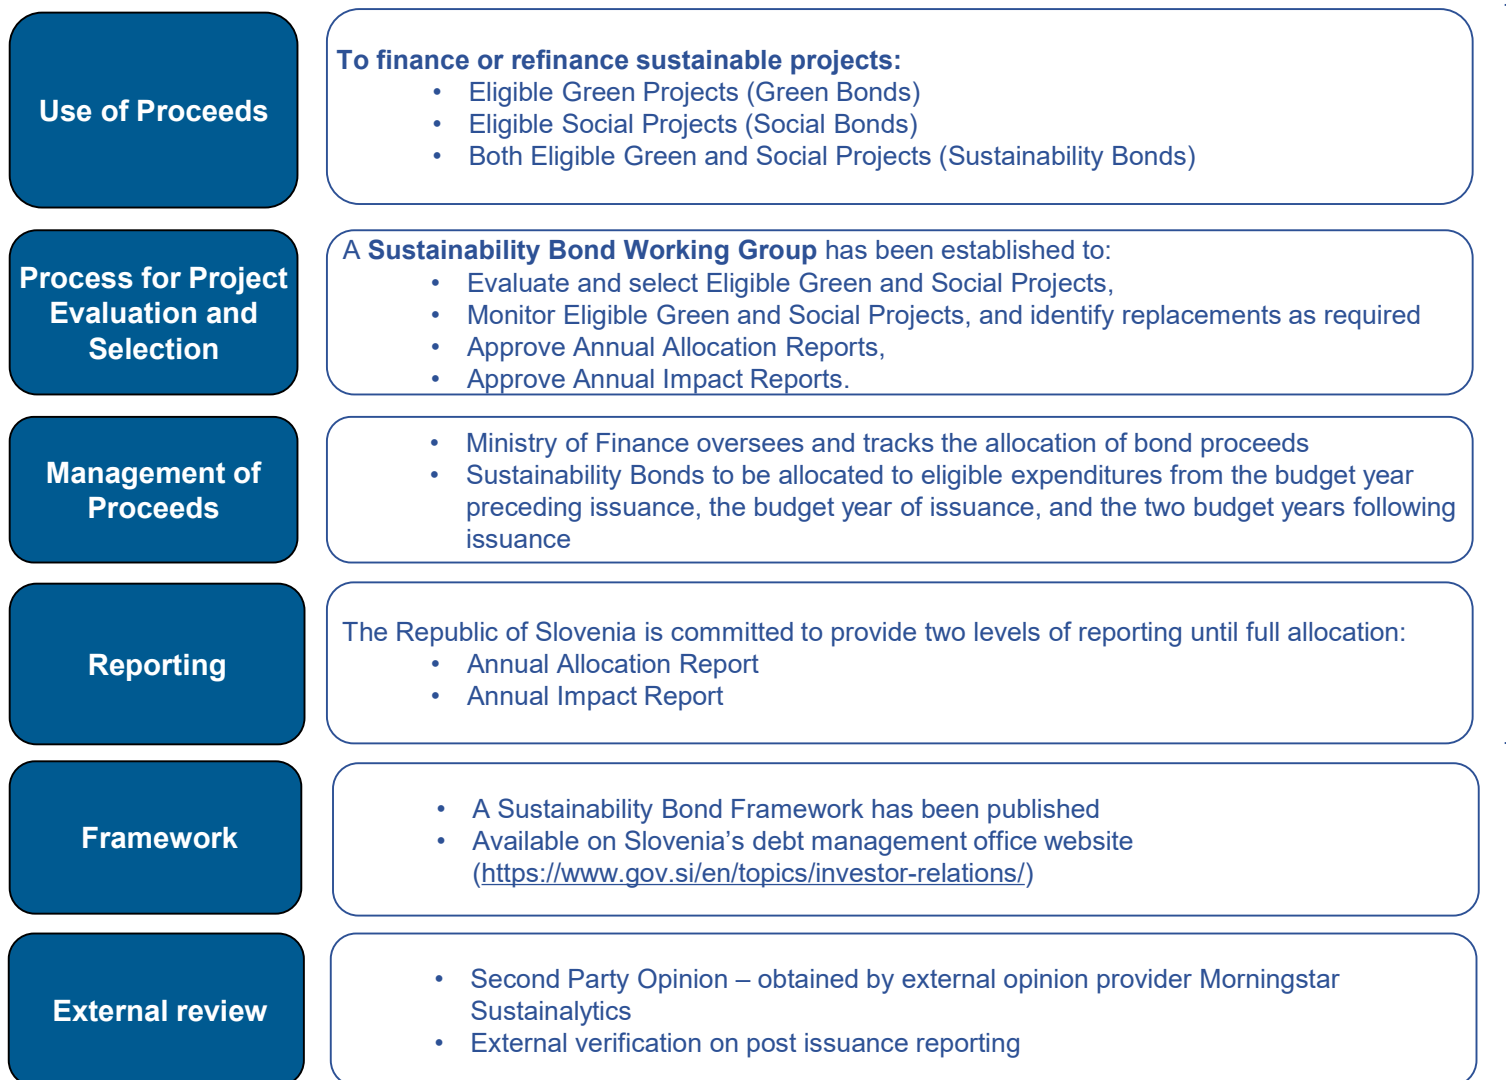 Use of Proceeds
To finance or refinance sustainable projects:
• Eligible Green Projects (Green Bonds)
• Eligible Social Projects (Social Bonds)
• Both Eligible Green and Social Projects (Sustainability Bonds)
Process for Project
Evaluation and
Selection
A Sustainability Bond Working Group has been established to:
• Evaluate and select Eligible Green and Social Projects,
• Monitor Eligible Green and Social Projects, and identify replacements as required
• Approve Annual Allocation Reports,
• Approve Annual Impact Reports.
Management of
Proceeds
• Ministry of Finance oversees and tracks the allocation of bond proceeds
• Sustainability Bonds to be allocated to eligible expenditures from the budget year
preceding issuance, the budget year of issuance, and the two budget years following
issuance
Reporting
The Republic of Slovenia is committed to provide two levels of reporting until full allocation:
• Annual Allocation Report
• Annual Impact Report
Framework
• A Sustainability Bond Framework has been published
• Available on Slovenia’s debt management office website
(https://www.gov.si/en/topics/investor-relations/)
External review
• Second Party Opinion – obtained by external opinion provider Morningstar
Sustainalytics
• External verification on post issuance reporting